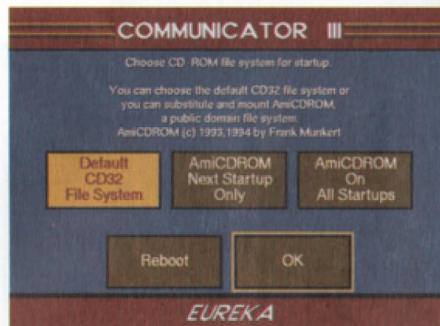 COMMUNICATOR III
Choose CD ROM file system for startup.
You can choose the default CD32 file system or
you can substitute and mount AmiCDROM,
a public domain file system.
AmiCDROM (c) 1993,1994 by Frank Munkert
Default
CD32
File System
AmiCDROM
Next Startup
Only
AmiCDROM
On
All Startups
Reboot
OK
EUREKA